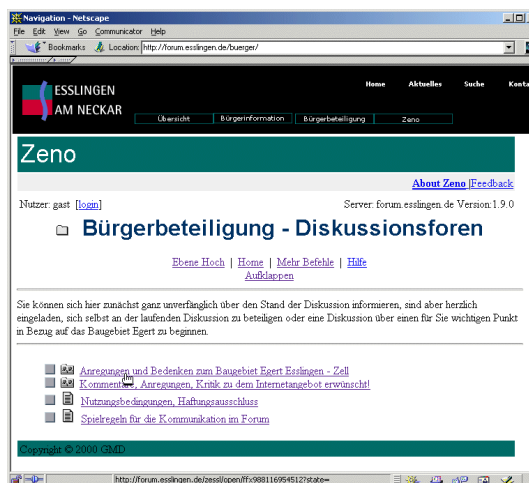 Navigation - Netscape
File Edit View Go Communicator Help
Bookmarks Location: http://forum.esslingen.de/buerger/
ESSLINGEN
AM NECKAR
Home Aktuelles Suche Konta
Übersicht Bürgerinformation Bürgerbeteiligung Zeno
Zeno
About Zeno |Feedback
Nutzer: gast [login] Server: forum.esslingen.de Version:1.9.0
Bürgerbeteiligung - Diskussionsforen
Ebene Hoch | Home | Mehr Befehle | Hilfe
Aufklappen
Sie können sich hier zunächst ganz unverfänglich über den Stand der Diskussion informieren, sind aber herzlich
eingeladen, sich selbst an der laufenden Diskussion zu beteiligen oder eine Diskussion über einen für Sie wichtigen Punkt
in Bezug auf das Baugebiet Egert zu beginnen.
Anregungen und Bedenken zum Baugebiet Egert Esslingen - Zell
Kommentare, Anregungen, Kritik zu dem Internetangebot erwünscht!
Nutzungsbedingungen, Haftungsausschluss
Spielregeln für die Kommunikation im Forum
Copyright © 2000 GMD
http://forum.esslingen.de/zessl/open/ffx988116954512?state=